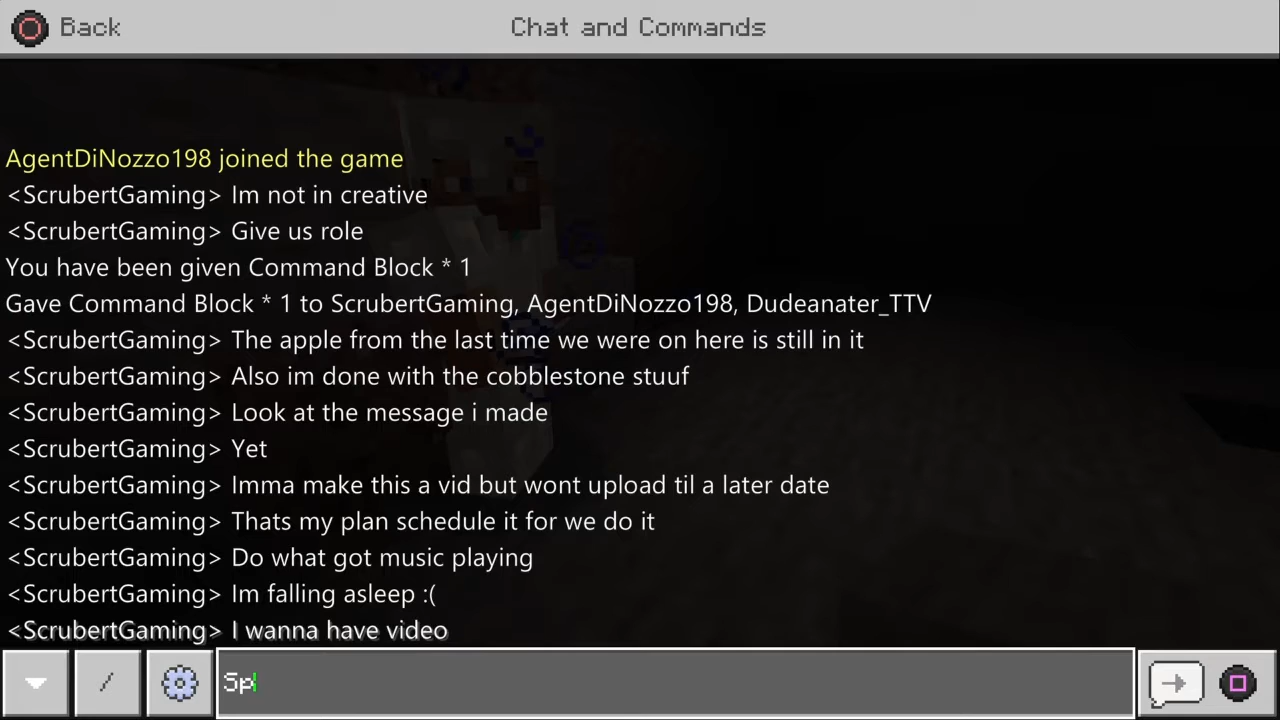 Back
Chat and Commands
AgentDiNozzo198 joined the game
<ScrubertGaming> Im not in creative
<ScrubertGaming> Give us role
You have been given Command Block * 1
Gave Command Block * 1 to ScrubertGaming, AgentDiNozzo198, Dudeanater_TTV
<ScrubertGaming> The apple from the last time we were on here is still in it
<ScrubertGaming> Also im done with the cobblestone stuuf
<ScrubertGaming> Look at the message i made
<ScrubertGaming> Yet
<ScrubertGaming> Imma make this a vid but wont upload til a later date
<ScrubertGaming> Thats my plan schedule it for we do it
<ScrubertGaming> Do what got music playing
<ScrubertGaming> Im falling asleep :(
<ScrubertGaming> I wanna have video
/
Sp